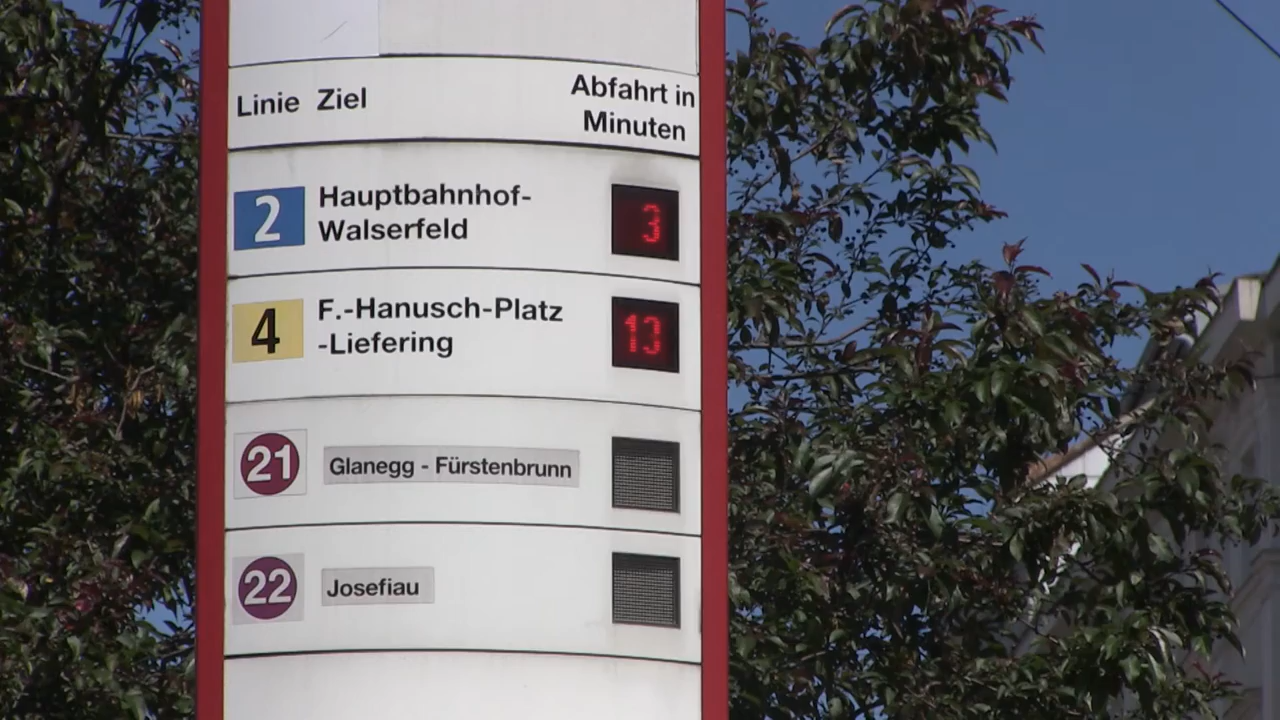 Linie Ziel Abfahrt in
Minuten
2 Hauptbahnhof- 3
Walserfeld
4 F.-Hanusch-Platz 13
-Liefering
21 Glanegg - Fürstenbrunn
22 Josefiau